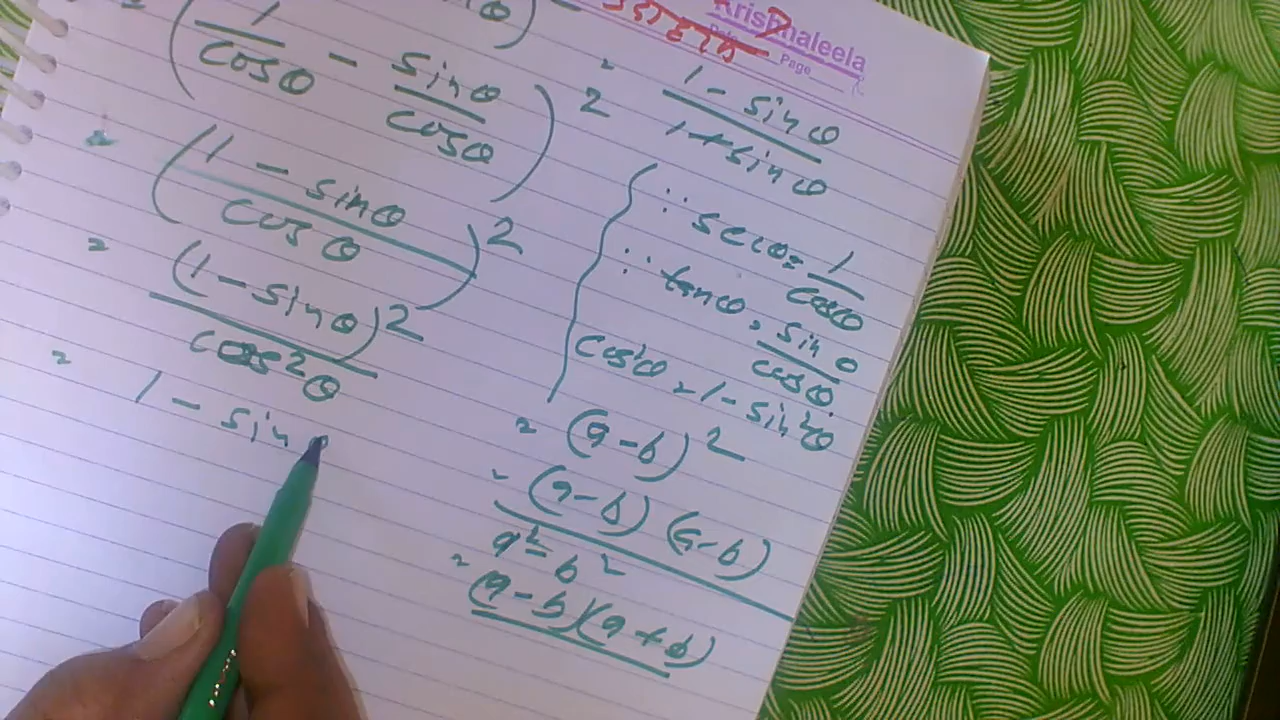 Krishnaleela
Page
(1/cosθ - sinθ/cosθ)²
(1 - sinθ/cosθ)²
= (1 - sinθ)²/cos²θ
= 1 - sin
= 1 - sinθ/1 + sinθ
∵ secθ = 1/cosθ
∵ tanθ = sinθ/cosθ
cos²θ = 1 - sin²θ
= (a - b)²
= (a - b) (a - b)
a² - b²
= (a - b)(a + b)